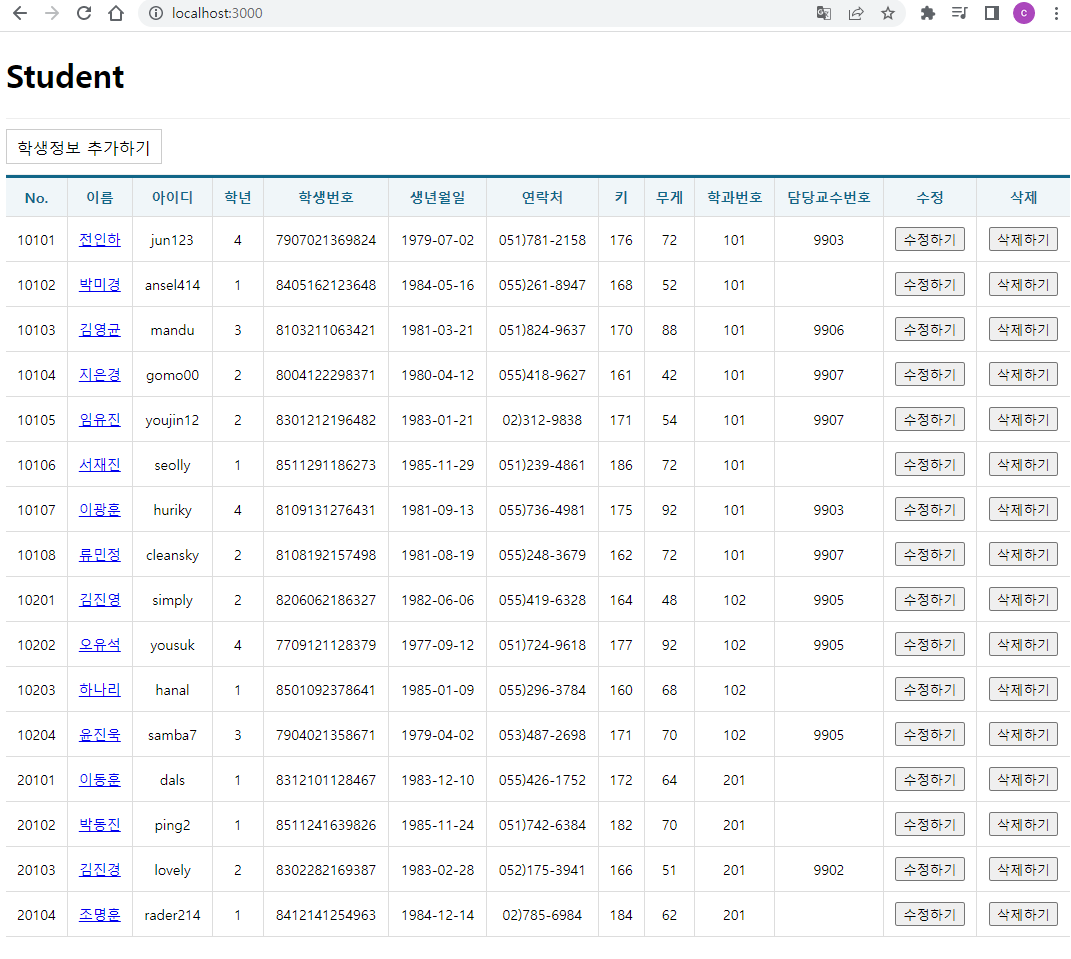 localhost:3000
C
Student
학생정보 추가하기
No. 이름 아이디 학년 학생번호 생년월일 연락처 키 무게 학과번호 담당교수번호 수정 삭제
10101 전인하 jun123 4 7907021369824 1979-07-02 051)781-2158 176 72 101 9903 수정하기 삭제하기
10102 박미경 ansel414 1 8405162123648 1984-05-16 055)261-8947 168 52 101 수정하기 삭제하기
10103 김영균 mandu 3 8103211063421 1981-03-21 051)824-9637 170 88 101 9906 수정하기 삭제하기
10104 지은경 gomo00 2 8004122298371 1980-04-12 055)418-9627 161 42 101 9907 수정하기 삭제하기
10105 임유진 youjin12 2 8301212196482 1983-01-21 02)312-9838 171 54 101 9907 수정하기 삭제하기
10106 서재진 seolly 1 8511291186273 1985-11-29 051)239-4861 186 72 101 수정하기 삭제하기
10107 이광훈 huriky 4 8109131276431 1981-09-13 055)736-4981 175 92 101 9903 수정하기 삭제하기
10108 류민정 cleansky 2 8108192157498 1981-08-19 055)248-3679 162 72 101 9907 수정하기 삭제하기
10201 김진영 simply 2 8206062186327 1982-06-06 055)419-6328 164 48 102 9905 수정하기 삭제하기
10202 오유석 yousuk 4 7709121128379 1977-09-12 051)724-9618 177 92 102 9905 수정하기 삭제하기
10203 하나리 hanal 1 8501092378641 1985-01-09 055)296-3784 160 68 102 수정하기 삭제하기
10204 윤진욱 samba7 3 7904021358671 1979-04-02 053)487-2698 171 70 102 9905 수정하기 삭제하기
20101 이동훈 dals 1 8312101128467 1983-12-10 055)426-1752 172 64 201 수정하기 삭제하기
20102 박동진 ping2 1 8511241639826 1985-11-24 051)742-6384 182 70 201 수정하기 삭제하기
20103 김진경 lovely 2 8302282169387 1983-02-28 052)175-3941 166 51 201 9902 수정하기 삭제하기
20104 조명훈 rader214 1 8412141254963 1984-12-14 02)785-6984 184 62 201 수정하기 삭제하기